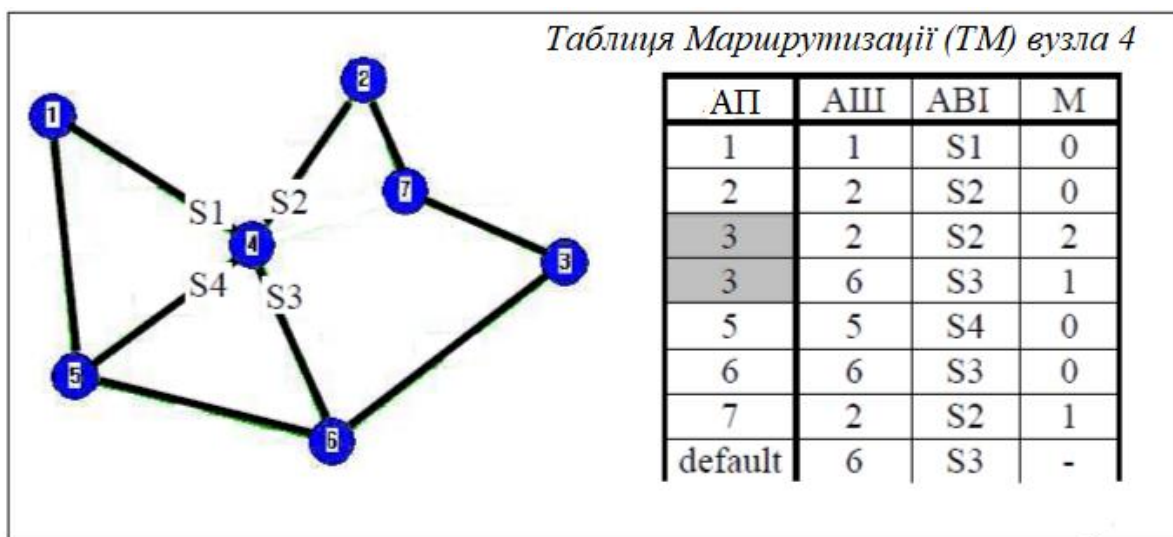 Таблиця Маршрутизації (ТМ) вузла 4
1
2
7
S1
S2
4
3
S4
S3
5
6
АП АШ АВІ М
1 1 S1 0
2 2 S2 0
3 2 S2 2
3 6 S3 1
5 5 S4 0
6 6 S3 0
7 2 S2 1
default 6 S3 -